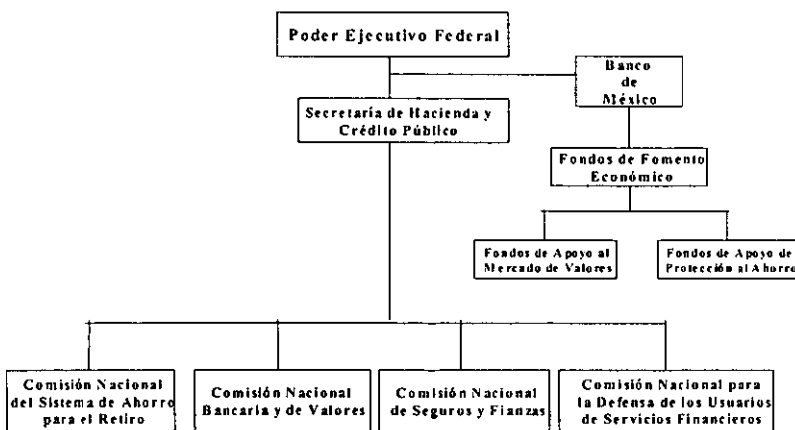 Poder Ejecutivo Federal
Banco
de
México
Secretaría de Hacienda y
Crédito Público
Fondos de Fomento
Económico
Fondos de Apoyo al
Mercado de Valores
Fondos de Apoyo de
Protección al Ahorro
Comisión Nacional
del Sistema de Ahorro
para el Retiro
Comisión Nacional
Bancaria y de Valores
Comisión Nacional
de Seguros y Fianzas
Comisión Nacional para
la Defensa de los Usuarios
de Servicios Financieros